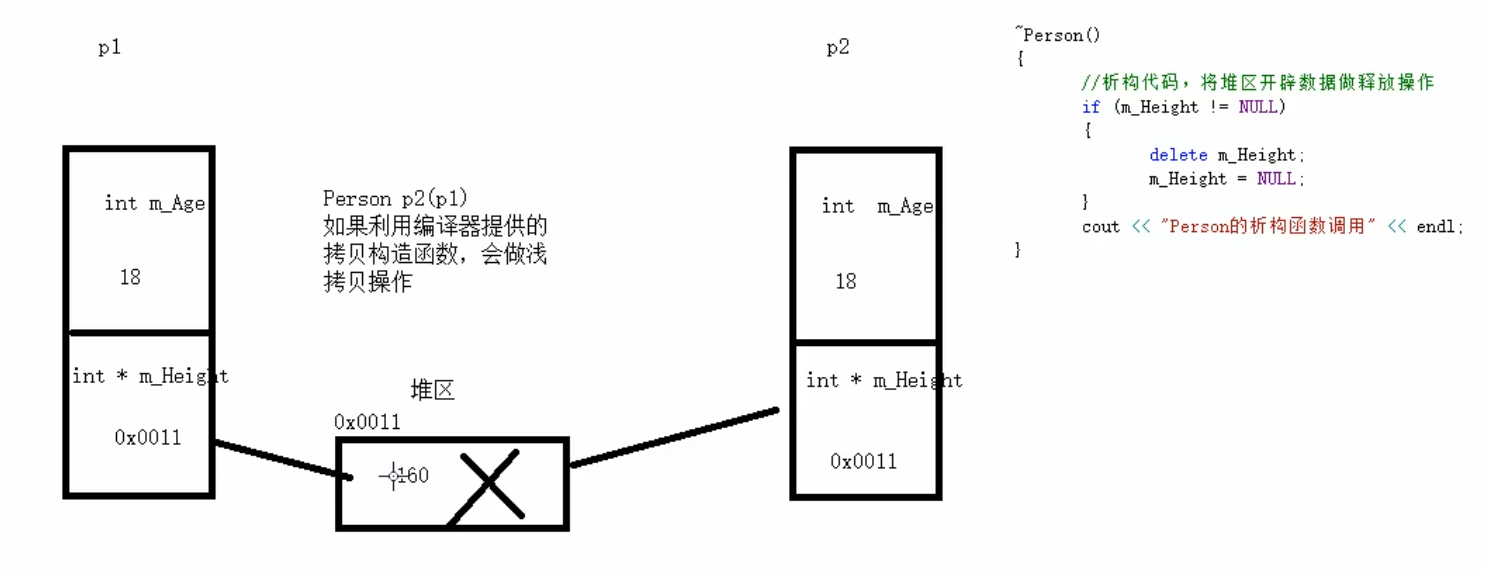 p1
int m_Age
18
int * m_Height
0x0011
Person p2(p1)
如果利用编译器提供的
拷贝构造函数，会做浅
拷贝操作
堆区
0x0011
160
p2
int  m_Age
18
int * m_Height
0x0011
~Person()
{
//析构代码，将堆区开辟数据做释放操作
if (m_Height != NULL)
{
delete m_Height;
m_Height = NULL;
}
cout << "Person的析构函数调用" << endl;
}